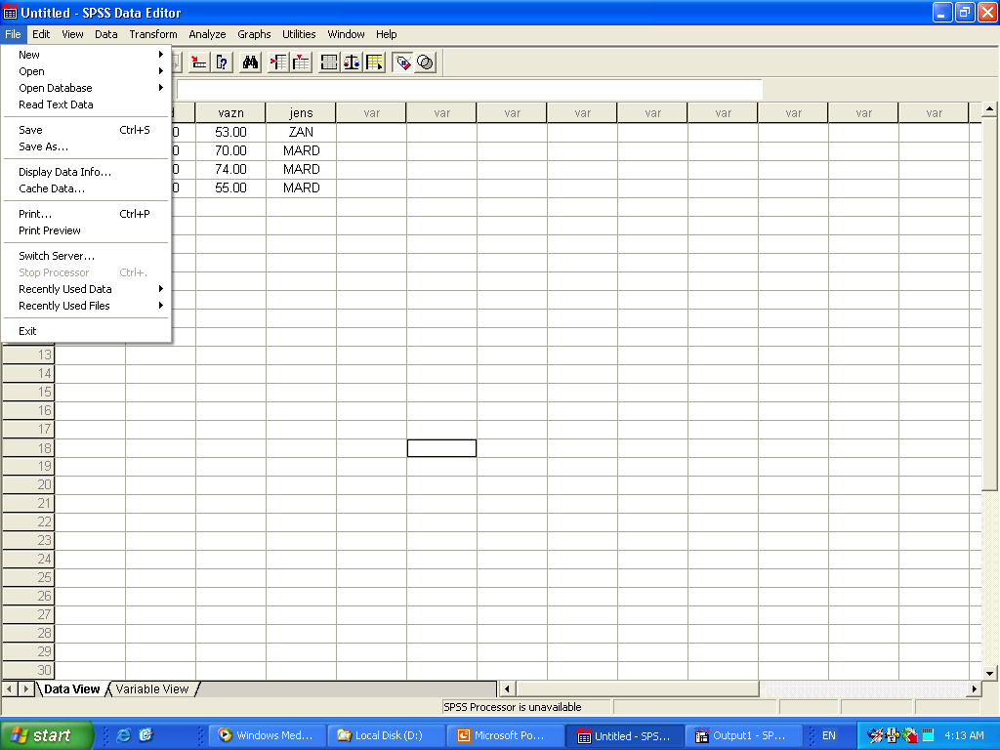 Untitled - SPSS Data Editor
File Edit View Data Transform Analyze Graphs Utilities Window Help
New
Open
Open Database
Read Text Data
Save Ctrl+S
Save As...
Display Data Info...
Cache Data...
Print... Ctrl+P
Print Preview
Switch Server...
Stop Processor Ctrl+.
Recently Used Data
Recently Used Files
Exit
vazn jens var var var var var var var var var
0 53.00 ZAN
0 70.00 MARD
0 74.00 MARD
0 55.00 MARD
13
14
15
16
17
18
19
20
21
22
23
24
25
26
27
28
29
30
Data View Variable View
SPSS Processor is unavailable
start Windows Med... Local Disk (D:) Microsoft Po... Untitled - SPS... Output1 - SP... EN 4:13 AM